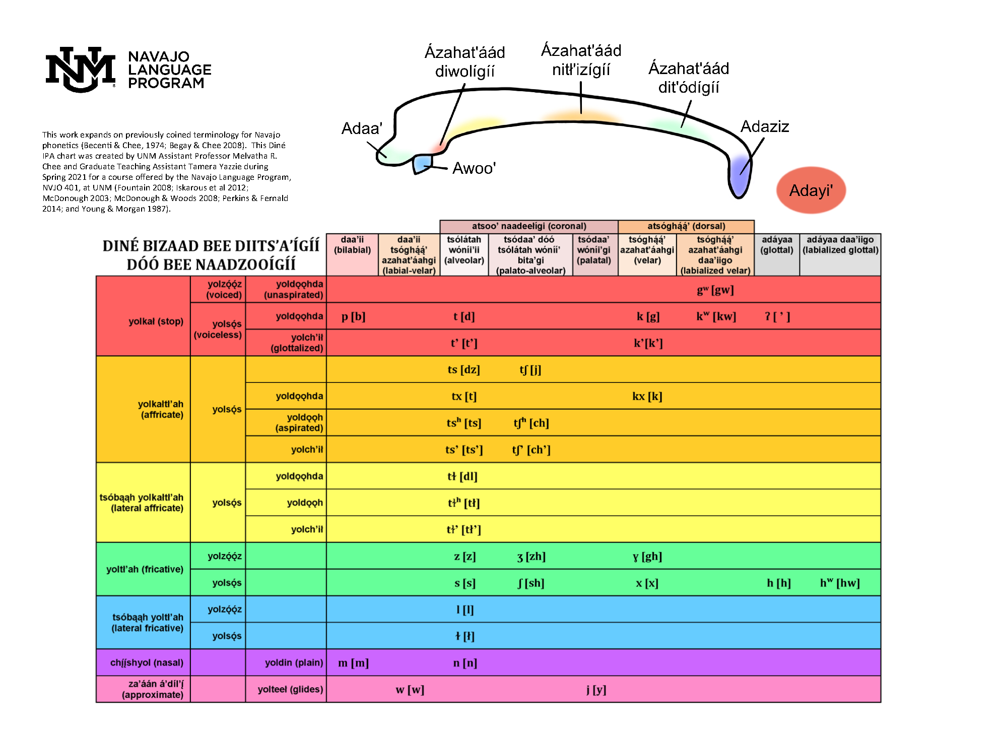 NAVAJO
LANGUAGE
PROGRAM
This work expands on previously coined terminology for Navajo
phonetics (Becenti & Chee, 1974; Begay & Chee 2008).  This Diné
IPA chart was created by UNM Assistant Professor Melvatha R.
Chee and Graduate Teaching Assistant Tamera Yazzie during
Spring 2021 for a course offered by the Navajo Language Program,
NVJO 401, at UNM (Fountain 2008; Iskarous et al 2012;
McDonough 2003; McDonough & Woods 2008; Perkins & Fernald
2014; and Young & Morgan 1987).
Ázahat'áád
diwolígíí
Ázahat'áád
nitł'izígíí
Ázahat'áád
dit'ódígíí
Adaa'
Adaziz
Awoo'
Adayi'
DINÉ BIZAAD BEE DIITS’A’ÍGÍÍ
DÓÓ BEE NAADZOOÍGÍÍ
atsoo’ naadeełígi (coronal)
atsóghą́ą́’ (dorsal)
daa’ii
(bilabial)
daa’ii
tsóghą́ą́’
azahat’áahgi
(labial-velar)
tsólátah
wóníi’ii
(alveolar)
tsódaa’ dóó
tsólátah wóníí’
bita’gi
(palato-alveolar)
tsódaa’
wóníi’gi
(palatal)
tsóghą́ą́’
azahat’áahgi
(velar)
tsóghą́ą́’
azahat’áahgi
daa’iigo
(labialized velar)
adáyaa
(glottal)
adáyaa daa’iigo
(labialized glottal)
yolkał (stop)
yolzǫ́ǫ́z
(voiced)
yoldǫǫhda
(unaspirated)
gʷ [gw]
yolsǫ́s
(voiceless)
yoldǫǫhda
p [b]
t [d]
k [g]
kʷ [kw]
ʔ [ ’ ]
yolch’ił
(glottalized)
t’ [t’]
k’[k’]
yolkałtł’ah
(affricate)
yolsǫ́s
ts [dz]
tʃ [j]
yoldǫǫhda
tx [t]
kx [k]
yoldǫǫh
(aspirated)
tsʰ [ts]
tʃʰ [ch]
yolch’ił
ts’ [ts’]
tʃ’ [ch’]
tsóbąąh yolkałtł’ah
(lateral affricate)
yolsǫ́s
yoldǫǫhda
tł [dl]
yoldǫǫh
tłʰ [tł]
yolch’ił
tł’ [tł’]
yoltł’ah (fricative)
yolzǫ́ǫ́z
z [z]
ʒ [zh]
ɣ [gh]
yolsǫ́s
s [s]
ʃ [sh]
x [x]
h [h]
hʷ [hw]
tsóbąąh yoltł’ah
(lateral fricative)
yolzǫ́ǫ́z
l [l]
yolsǫ́s
ł [ł]
chį́į́shyol (nasal)
yoldin (plain)
m [m]
n [n]
za’áán á’díl’į́
(approximate)
yolteeł (glides)
w [w]
j [y]